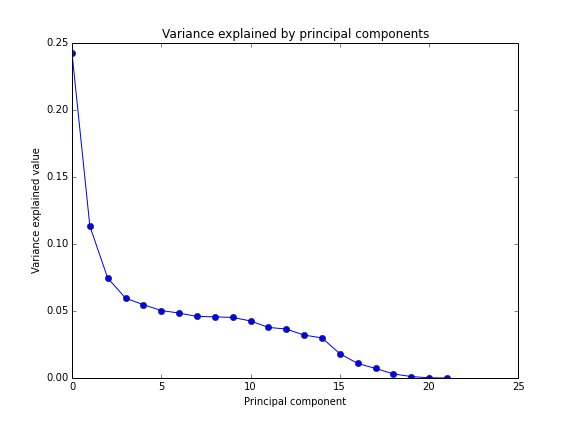 Variance explained by principal components
Variance explained value
0.25
0.20
0.15
0.10
0.05
0.00
0 5 10 15 20 25
Principal component